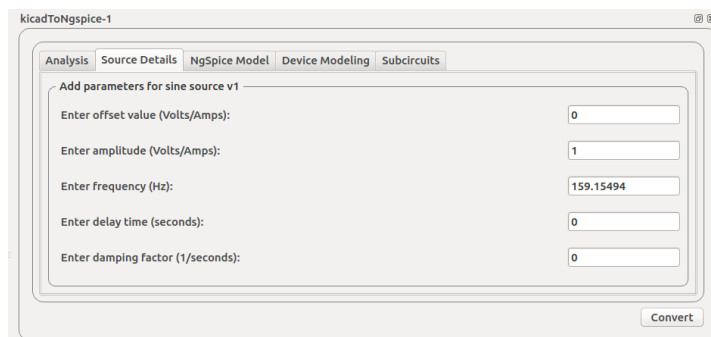 kicadToNgspice-1
Analysis Source Details NgSpice Model Device Modeling Subcircuits
Add parameters for sine source v1
Enter offset value (Volts/Amps): 0
Enter amplitude (Volts/Amps): 1
Enter frequency (Hz): 159.15494
Enter delay time (seconds): 0
Enter damping factor (1/seconds): 0
Convert